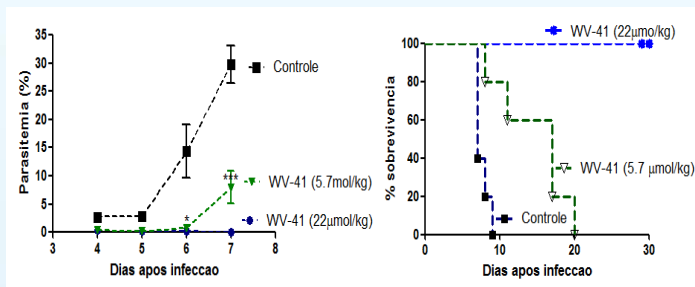 35
30
25
20
15
10
5
0
Parasitemia (%)
3 4 5 6 7 8
Dias apos infeccao
Controle
***
*
WV-41 (5.7mol/kg)
WV-41 (22μmol/kg)
WV-41 (22μmol/kg)
100
80
60
40
20
0
% sobrevivencia
0 10 20 30
Dias apos infeccao
WV-41 (5.7 μmol/kg)
Controle